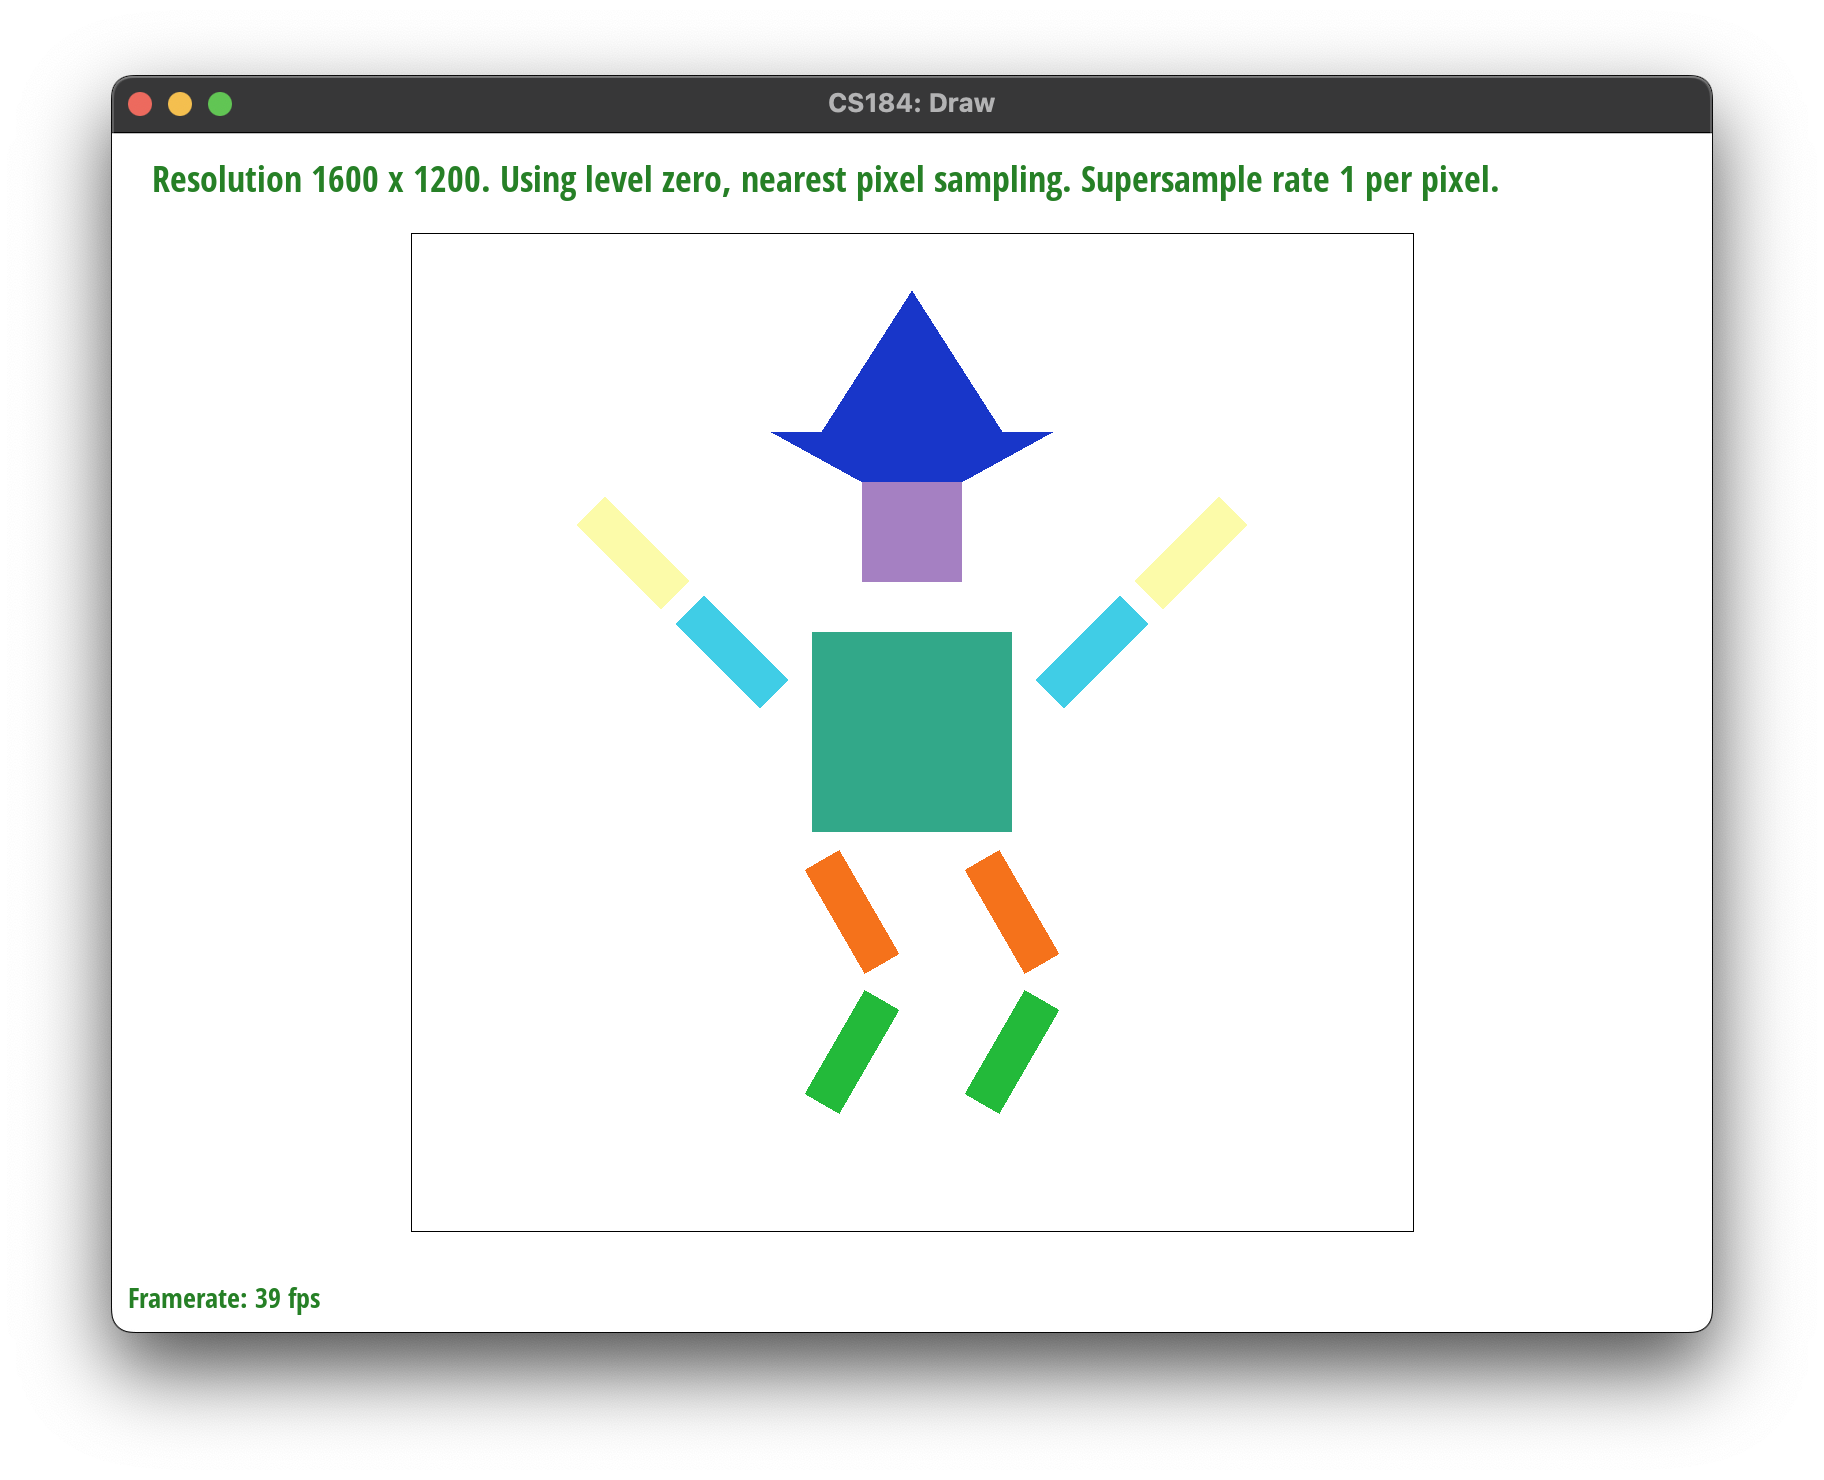 CS184: Draw
Resolution 1600 x 1200. Using level zero, nearest pixel sampling. Supersample rate 1 per pixel.
Framerate: 39 fps